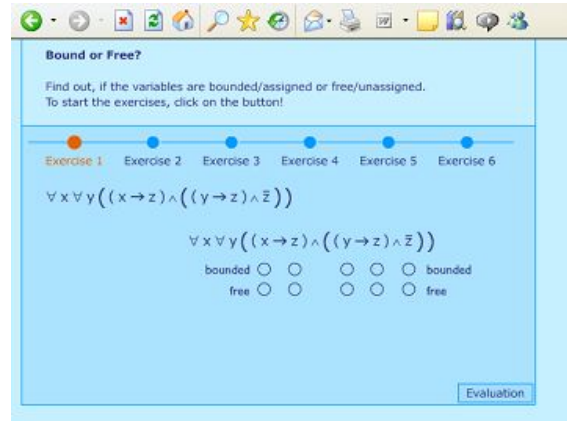 Bound or Free?
Find out, if the variables are bounded/assigned or free/unassigned.
To start the exercises, click on the button!
Exercise 1 Exercise 2 Exercise 3 Exercise 4 Exercise 5 Exercise 6
∀x∀y((x→z)∧((y→z)∧z̅))
∀x∀y((x→z)∧((y→z)∧z̅))
bounded bounded
free free
Evaluation